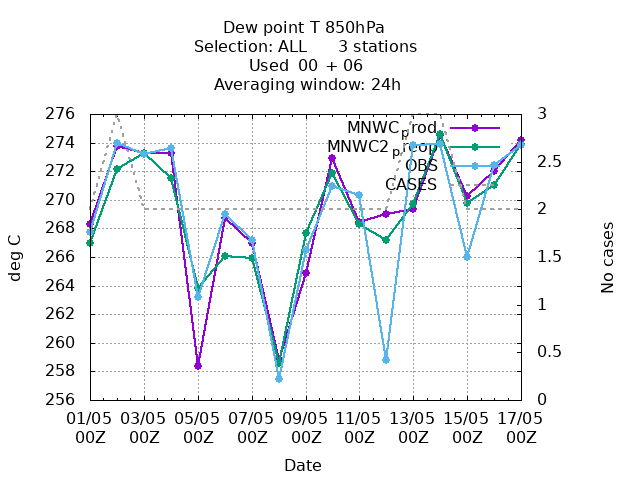 Dew point T 850hPa
Selection: ALL 3 stations
Used 00 + 06
Averaging window: 24h
276
274
272
270
268
266
264
262
260
258
256
3
2.5
2
1.5
1
0.5
0
MNWCprod
MNWC2prod
OBS
CASES
deg C
No cases
01/05 03/05 05/05 07/05 09/05 11/05 13/05 15/05 17/05
00Z 00Z 00Z 00Z 00Z 00Z 00Z 00Z 00Z
Date